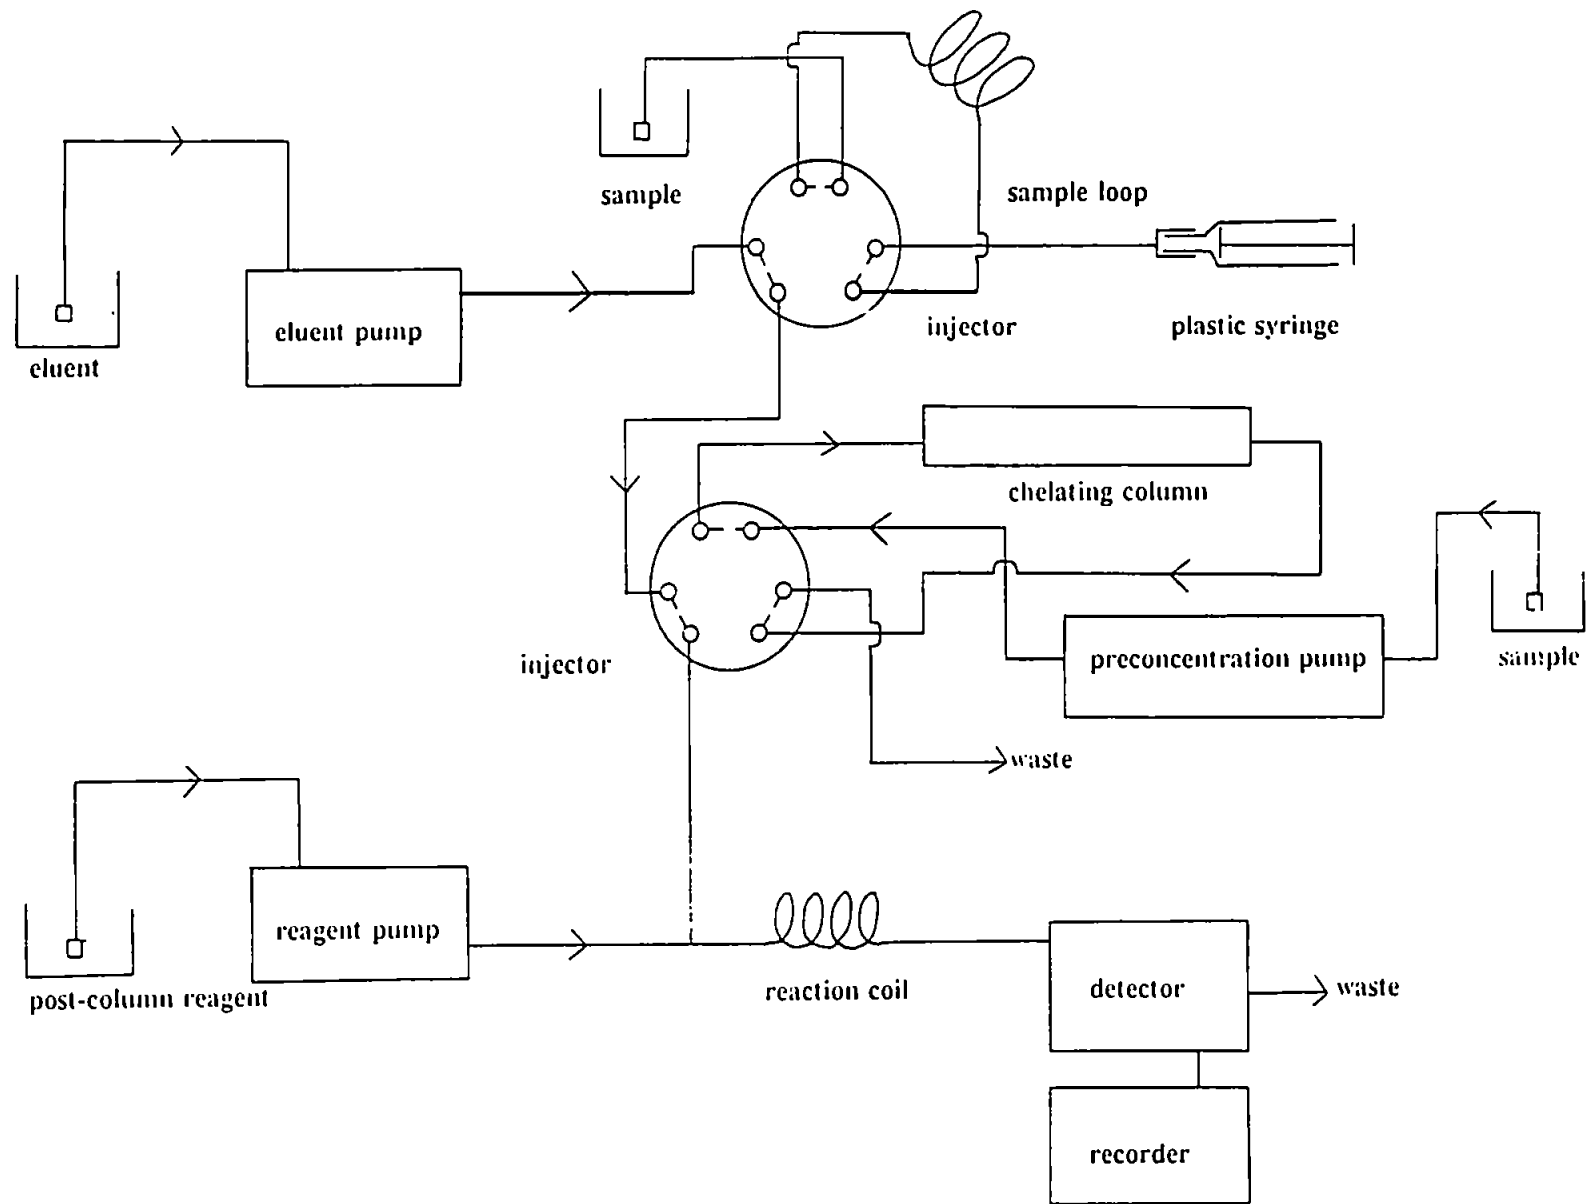 sample
sample loop
eluent pump
injector
plastic syringe
eluent
chelating column
injector
preconcentration pump
sample
waste
reagent pump
post-column reagent
reaction coil
detector
waste
recorder